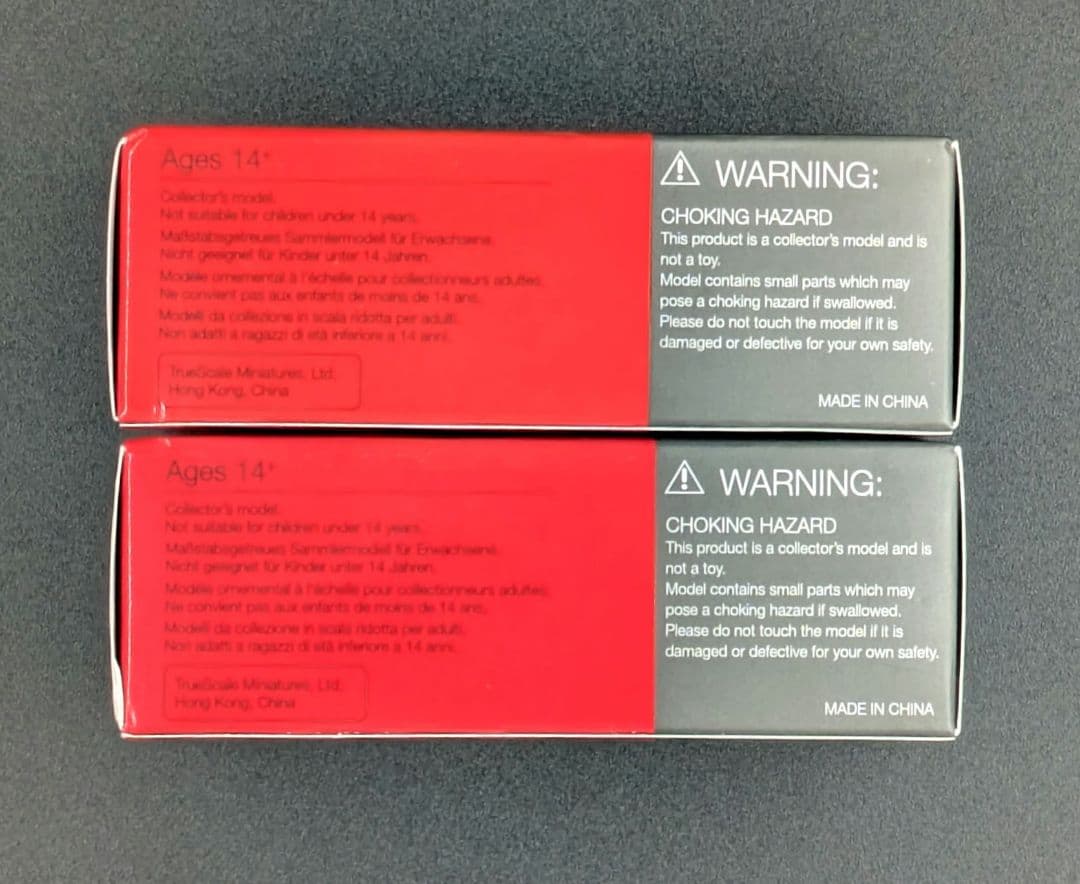 Ages 14+
Collector's model.
Not suitable for children under 14 years.
Maßstabsgetreues Sammlermodell für Erwachsene.
Nicht geeignet für Kinder unter 14 Jahren.
Modèle ornemental à l'échelle pour collectionneurs adultes.
Ne convient pas aux enfants de moins de 14 ans.
Modelli da collezione in scala ridotta per adulti.
Non adatti a ragazzi di età inferiore a 14 anni.
TrueScale Miniatures, Ltd.
Hong Kong, China
WARNING:
CHOKING HAZARD
This product is a collector's model and is
not a toy.
Model contains small parts which may
pose a choking hazard if swallowed.
Please do not touch the model if it is
damaged or defective for your own safety.
MADE IN CHINA
Ages 14+
Collector's model.
Not suitable for children under 14 years.
Maßstabsgetreues Sammlermodell für Erwachsene.
Nicht geeignet für Kinder unter 14 Jahren.
Modèle ornemental à l'échelle pour collectionneurs adultes.
Ne convient pas aux enfants de moins de 14 ans.
Modelli da collezione in scala ridotta per adulti.
Non adatti a ragazzi di età inferiore a 14 anni.
TrueScale Miniatures, Ltd.
Hong Kong, China
WARNING:
CHOKING HAZARD
This product is a collector's model and is
not a toy.
Model contains small parts which may
pose a choking hazard if swallowed.
Please do not touch the model if it is
damaged or defective for your own safety.
MADE IN CHINA